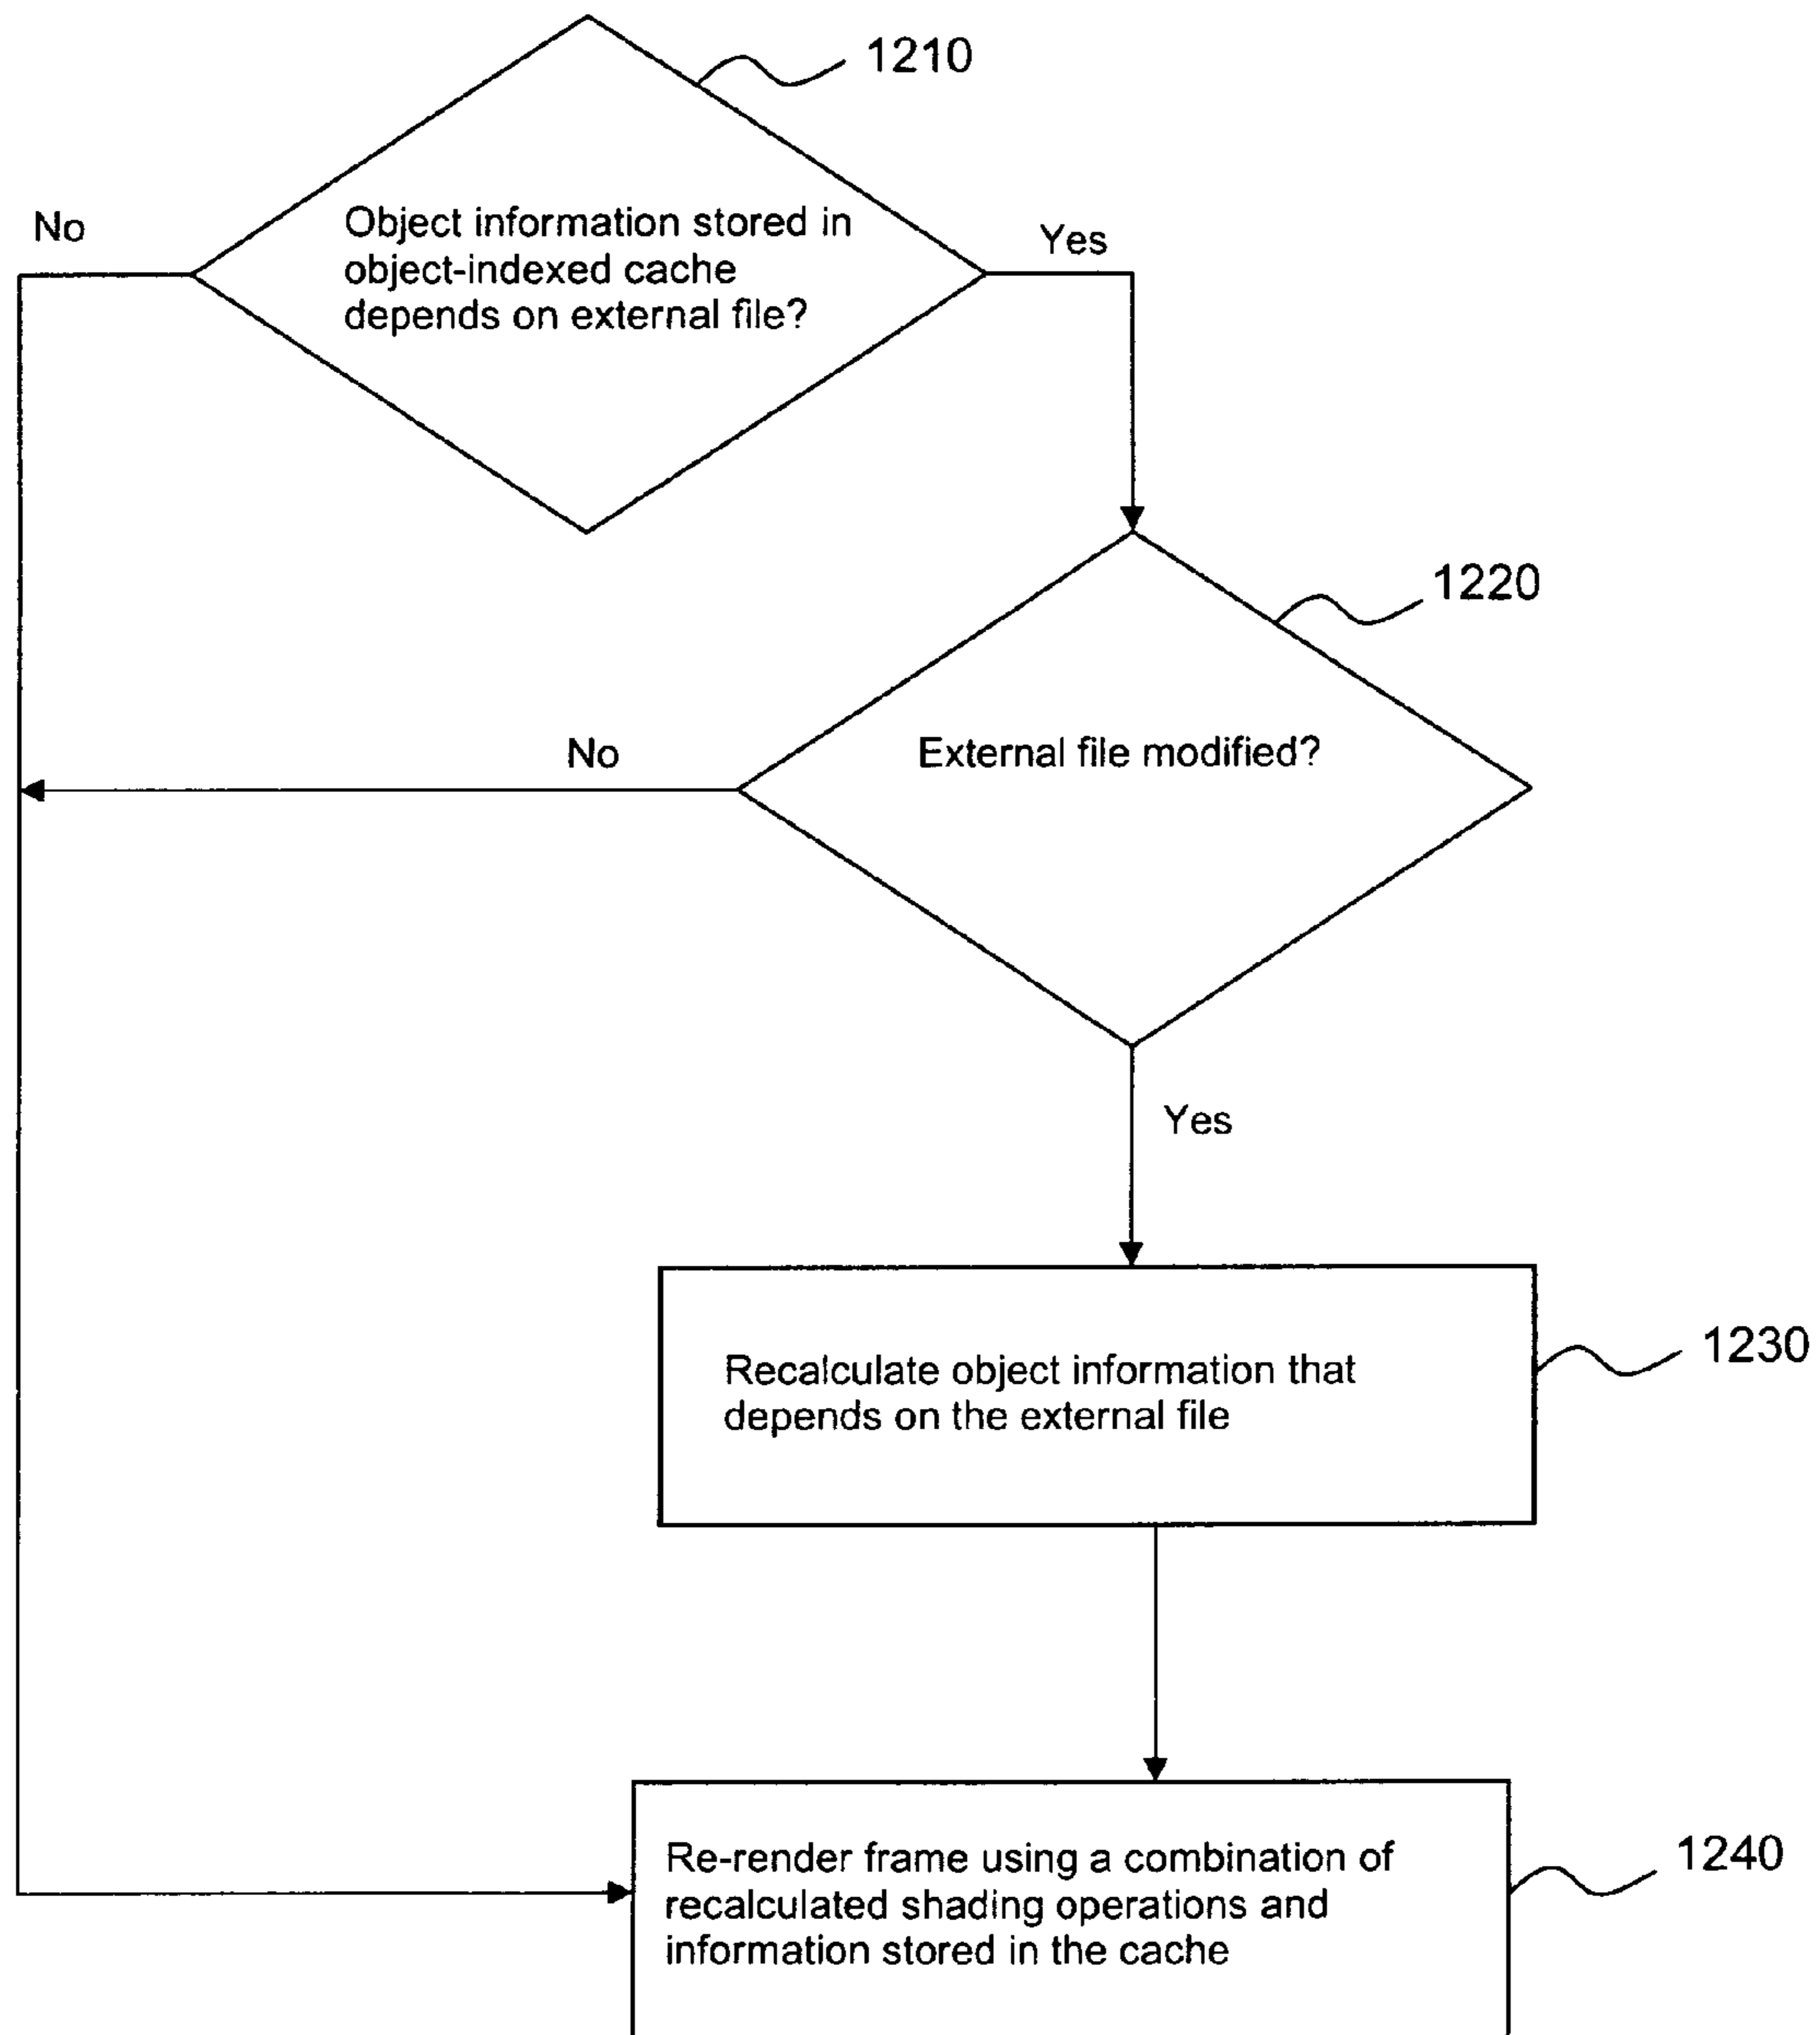 1210
No
Object information stored in
object-indexed cache
depends on external file?
Yes
1220
No
External file modified?
Yes
1230
Recalculate object information that
depends on the external file
1240
Re-render frame using a combination of
recalculated shading operations and
information stored in the cache